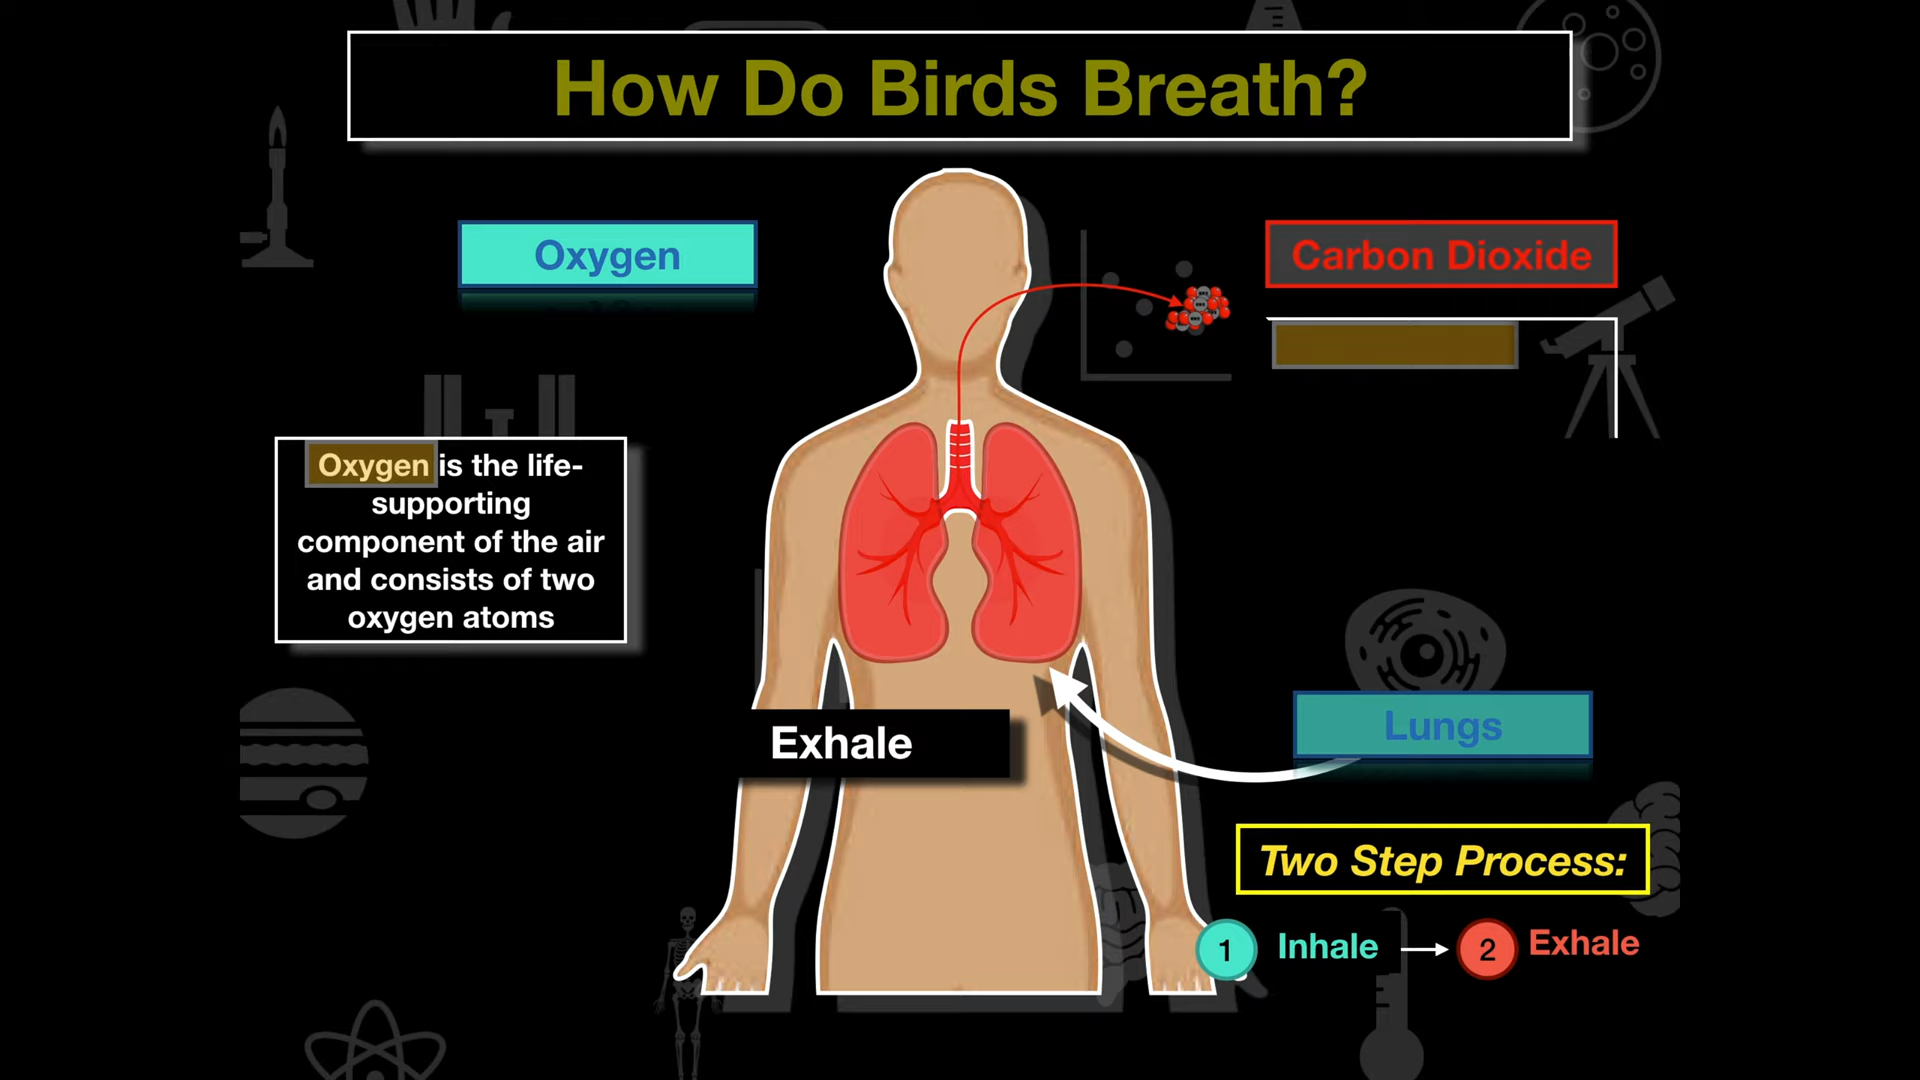 How Do Birds Breath?
Oxygen
Carbon Dioxide
Oxygen is the life-
supporting
component of the air
and consists of two
oxygen atoms
Exhale
Lungs
Two Step Process:
1 Inhale → 2 Exhale